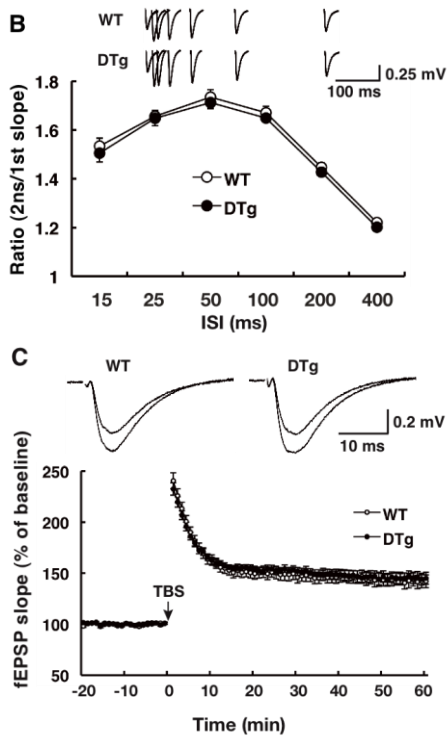 B
WT
DTg
0.25 mV
100 ms
Ratio (2ns/1st slope)
1.8
1.6
1.4
1.2
1
WT
DTg
15 25 50 100 200 400
ISI (ms)
C
WT DTg
0.2 mV
10 ms
fEPSP slope (% of baseline)
250
200
150
100
50
WT
DTg
TBS
-20 -10 0 10 20 30 40 50 60
Time (min)